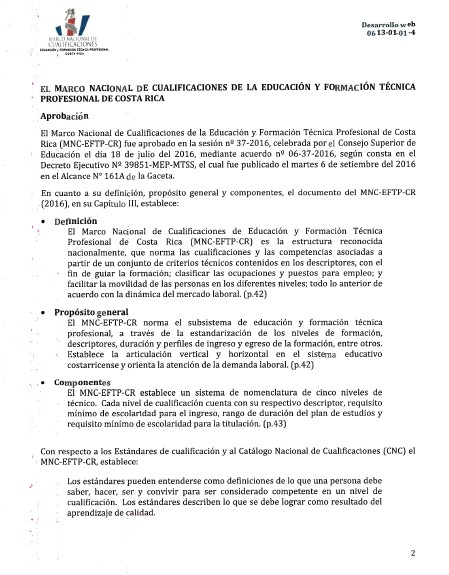 MARCO NACIONAL DE
CUALIFICACIONES
EDUCACIÓN y FORMACIÓN TÉCNICA PROFESIONAL
COSTA RICA
Desarrollo web
0613-01-01-4
EL MARCO NACIONAL DE CUALIFICACIONES DE LA EDUCACIÓN Y FORMACIÓN TÉCNICA
PROFESIONAL DE COSTA RICA
Aprobación
El Marco Nacional de Cualificaciones de la Educación y Formación Técnica Profesional de Costa
Rica (MNC-EFTP-CR) fue aprobado en la sesión nº 37-2016, celebrada por el Consejo Superior de
Educación el día 18 de julio del 2016, mediante acuerdo nº 06-37-2016, según consta en el
Decreto Ejecutivo Nº 39851-MEP-MTSS, el cual fue publicado el martes 6 de setiembre del 2016
en el Alcance N° 161A de la Gaceta.
En cuanto a su definición, propósito general y componentes, el documento del MNC-EFTP-CR
(2016), en su Capítulo III, establece:
• Definición
El Marco Nacional de Cualificaciones de Educación y Formación Técnica
Profesional de Costa Rica (MNC-EFTP-CR) es la estructura reconocida
nacionalmente, que norma las cualificaciones y las competencias asociadas a
partir de un conjunto de criterios técnicos contenidos en los descriptores, con el
fin de guiar la formación; clasificar las ocupaciones y puestos para empleo; y
facilitar la movilidad de las personas en los diferentes niveles; todo lo anterior de
acuerdo con la dinámica del mercado laboral. (p.42)
• Propósito general
El MNC-EFTP-CR norma el subsistema de educación y formación técnica
profesional, a través de la estandarización de los niveles de formación,
descriptores, duración y perfiles de ingreso y egreso de la formación, entre otros.
Establece la articulación vertical y horizontal en el sistema educativo
costarricense y orienta la atención de la demanda laboral. (p.42)
• Componentes
El MNC-EFTP-CR establece un sistema de nomenclatura de cinco niveles de
técnico. Cada nivel de cualificación cuenta con su respectivo descriptor, requisito
mínimo de escolaridad para el ingreso, rango de duración del plan de estudios y
requisito mínimo de escolaridad para la titulación. (p.43)
Con respecto a los Estándares de cualificación y al Catálogo Nacional de Cualificaciones (CNC) el
MNC-EFTP-CR, establece:
Los estándares pueden entenderse como definiciones de lo que una persona debe
saber, hacer, ser y convivir para ser considerado competente en un nivel de
cualificación. Los estándares describen lo que se debe lograr como resultado del
aprendizaje de calidad.
2